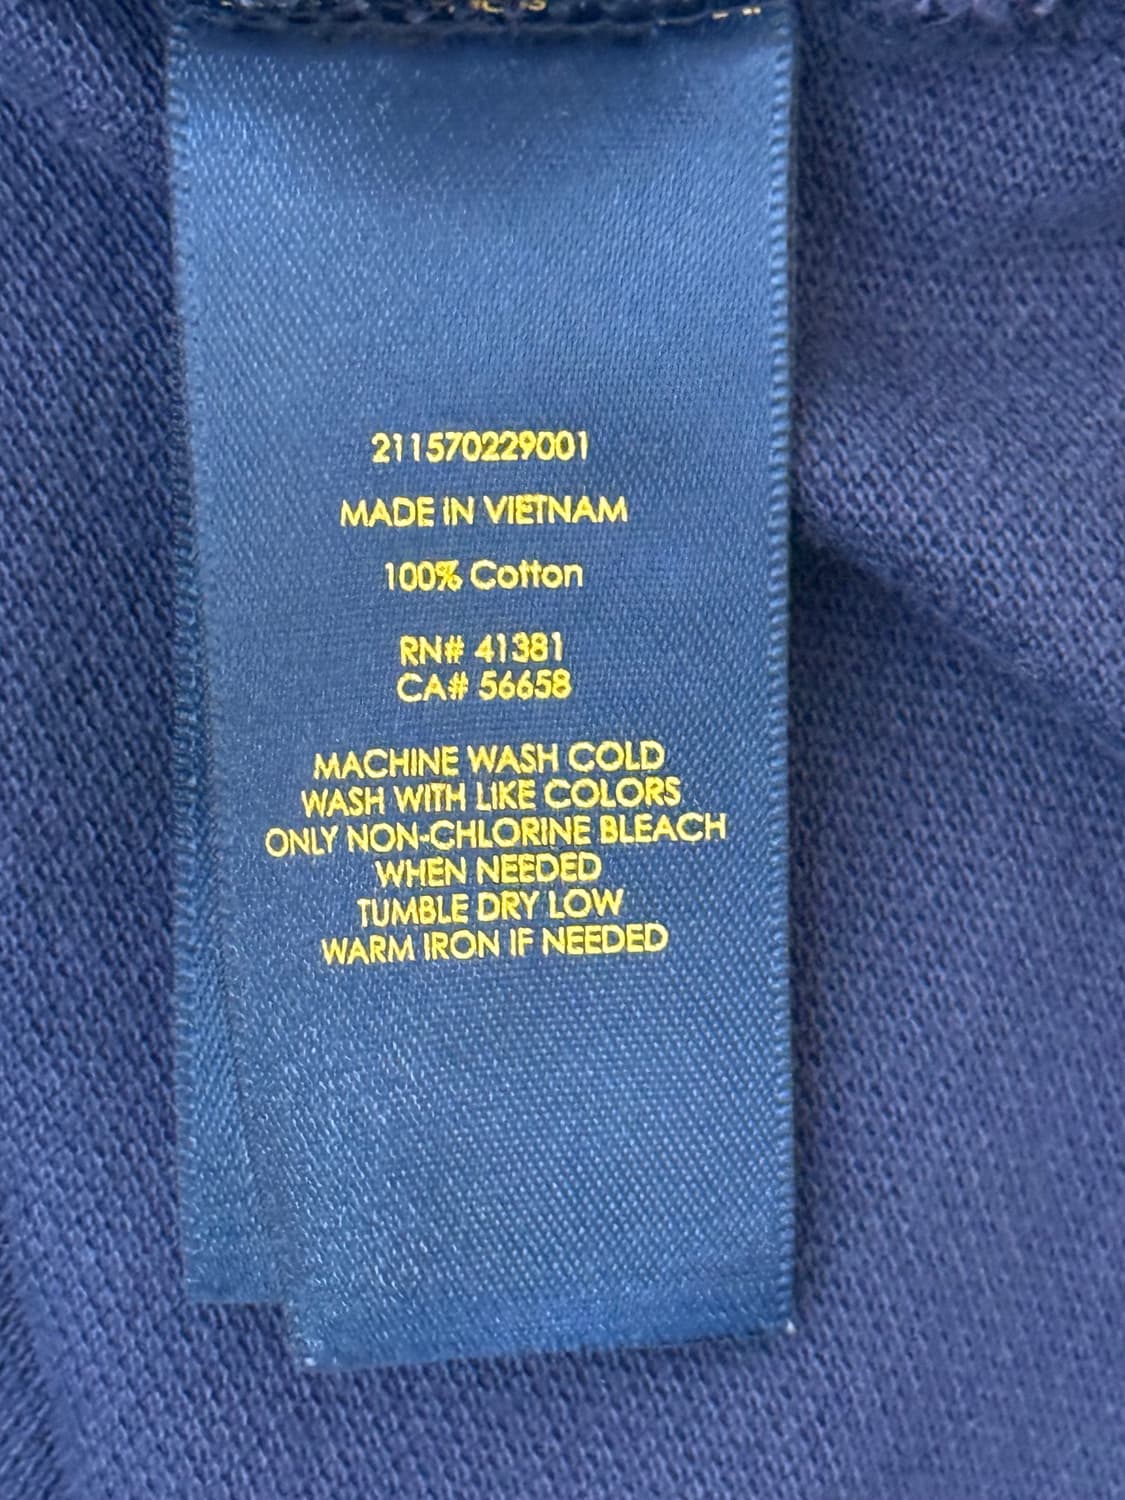 211570229001
MADE IN VIETNAM
100% Cotton
RN# 41381
CA# 56658
MACHINE WASH COLD
WASH WITH LIKE COLORS
ONLY NON-CHLORINE BLEACH
WHEN NEEDED
TUMBLE DRY LOW
WARM IRON IF NEEDED